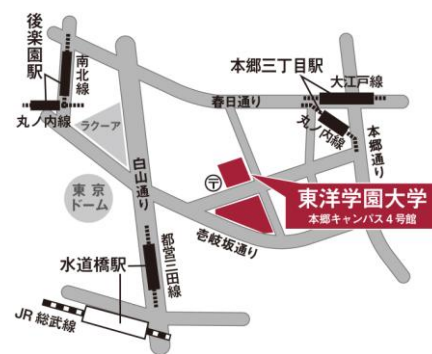 後楽園駅
南北線
丸ノ内線
ラクーア
白山通り
東京
ドーム
春日通り
本郷三丁目駅
大江戸線
丸ノ内線
本郷通り
〒
東洋学園大学
本郷キャンパス4号館
壱岐坂通り
水道橋駅
都営三田線
JR 総武線